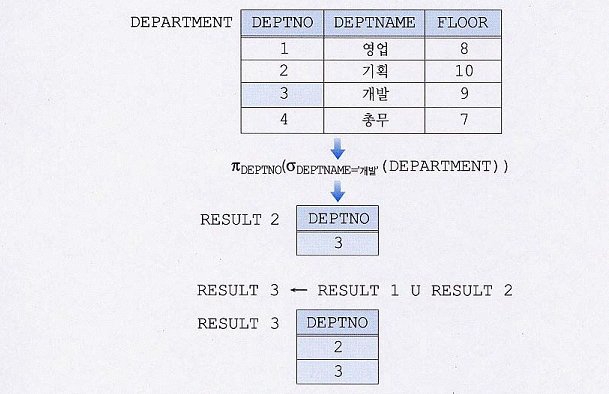 DEPARTMENT DEPTNO DEPTNAME FLOOR
1 영업 8
2 기획 10
3 개발 9
4 총무 7
πDEPTNO(σDEPTNAME='개발'(DEPARTMENT))
RESULT 2 DEPTNO
3
RESULT 3 ← RESULT 1 U RESULT 2
RESULT 3 DEPTNO
2
3